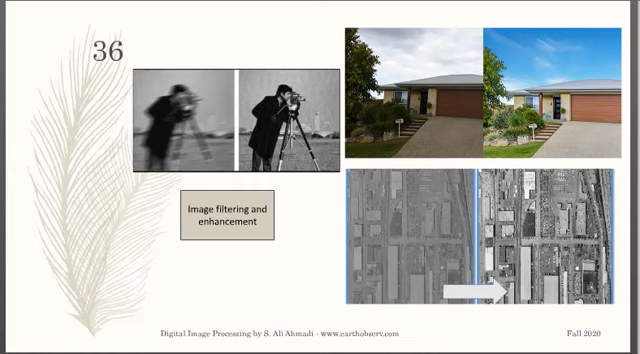 36
Image filtering and
enhancement
Digital Image Processing by S. Ali Ahmadi - www.earthobserv.com
Fall 2020